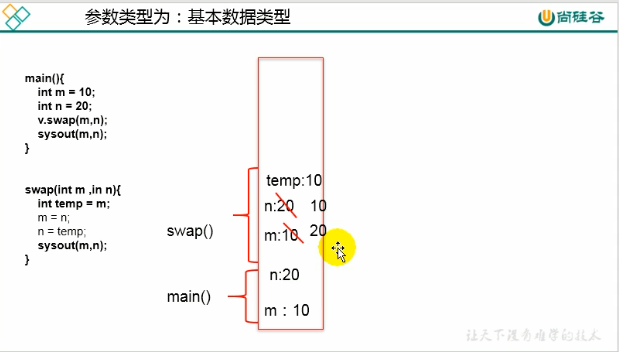 参数类型为：基本数据类型
尚硅谷
main(){
int m = 10;
int n = 20;
v.swap(m,n);
sysout(m,n);
}
swap(int m ,in n){
int temp = m;
m = n;
n = temp;
sysout(m,n);
}
temp:10
n:20 10
m:10 20
swap()
n:20
main()
m：10
让天下没有难学的技术